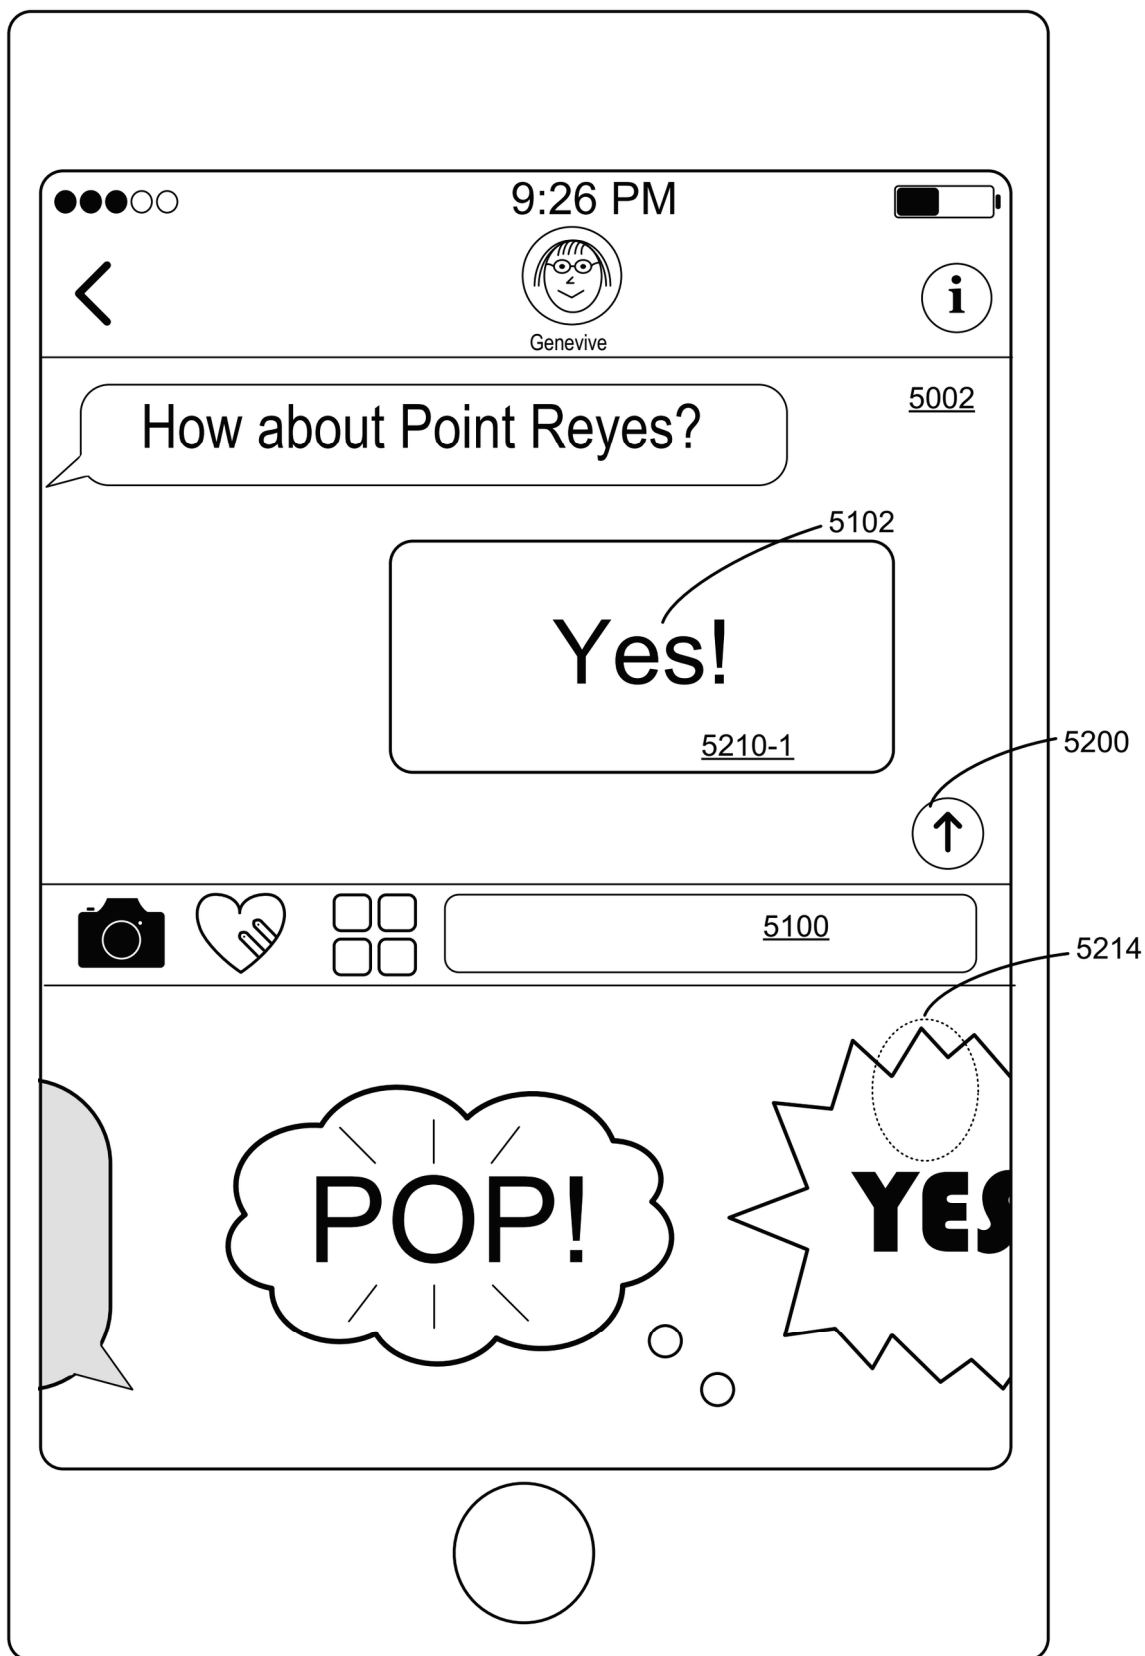 9:26 PM
i
Genevive
5002
How about Point Reyes?
5102
Yes!
5210-1
5200
5100
5214
POP!
YES